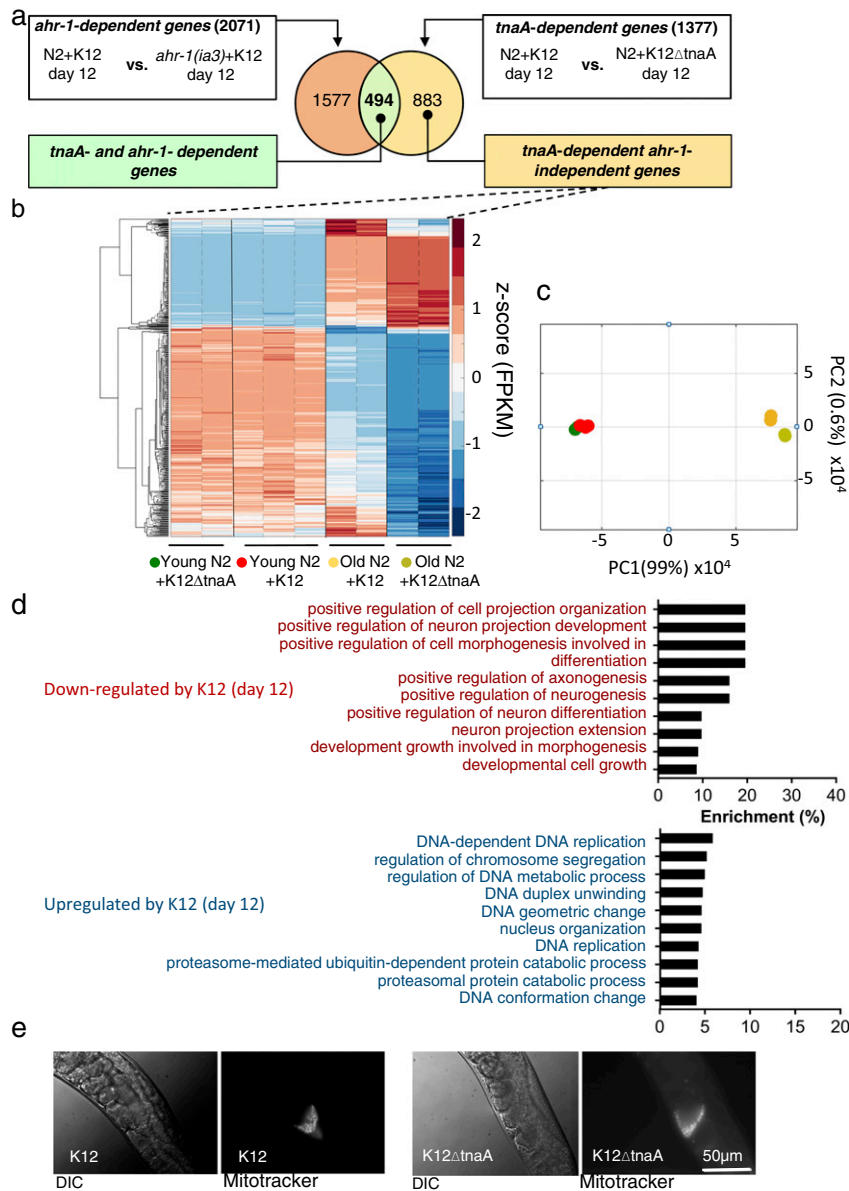 a
ahr-1-dependent genes (2071)
N2+K12
day 12
vs.
ahr-1(ia3)+K12
day 12
tnaA-dependent genes (1377)
N2+K12
day 12
vs.
N2+K12ΔtnaA
day 12
1577
494
883
tnaA- and ahr-1- dependent
genes
tnaA-dependent ahr-1-
independent genes
b
2
1
0
-1
-2
z-score (FPKM)
Young N2
+K12ΔtnaA
Young N2
+K12
Old N2
+K12
Old N2
+K12ΔtnaA
c
5
0
-5
PC2 (0.6%) x10⁴
-5
0
5
PC1(99%) x10⁴
d
Down-regulated by K12 (day 12)
positive regulation of cell projection organization
positive regulation of neuron projection development
positive regulation of cell morphogenesis involved in
differentiation
positive regulation of axonogenesis
positive regulation of neurogenesis
positive regulation of neuron differentiation
neuron projection extension
development growth involved in morphogenesis
developmental cell growth
0 10 20 30 40
Enrichment (%)
Upregulated by K12 (day 12)
DNA-dependent DNA replication
regulation of chromosome segregation
regulation of DNA metabolic process
DNA duplex unwinding
DNA geometric change
nucleus organization
DNA replication
proteasome-mediated ubiquitin-dependent protein catabolic process
proteasomal protein catabolic process
DNA conformation change
0 5 10 15 20
e
K12
DIC
K12
Mitotracker
K12ΔtnaA
DIC
K12ΔtnaA
50µm
Mitotracker